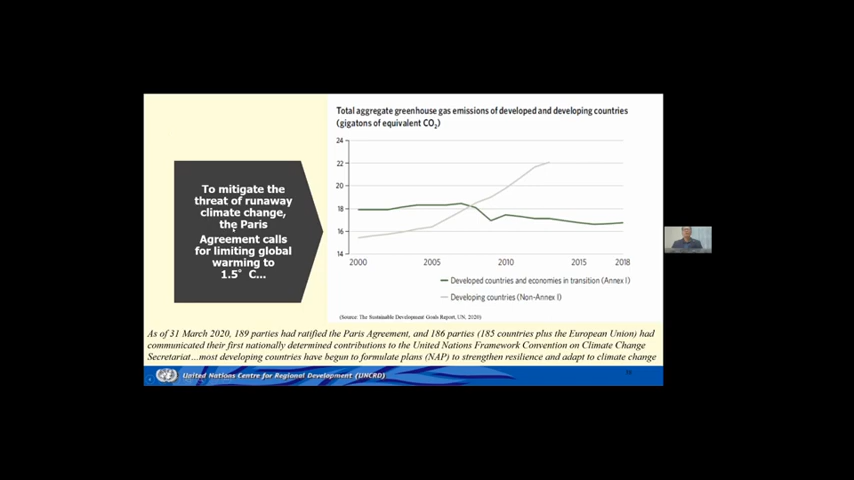 To mitigate the
threat of runaway
climate change,
the Paris
Agreement calls
for limiting global
warming to
1.5° C...
Total aggregate greenhouse gas emissions of developed and developing countries
(gigatons of equivalent CO₂)
24
22
20
18
16
14
2000
2005
2010
2015
2018
Developed countries and economies in transition (Annex I)
Developing countries (Non-Annex I)
(Source: The Sustainable Development Goals Report, UN, 2020)
As of 31 March 2020, 189 parties had ratified the Paris Agreement, and 186 parties (185 countries plus the European Union) had
communicated their first nationally determined contributions to the United Nations Framework Convention on Climate Change
Secretariat...most developing countries have begun to formulate plans (NAP) to strengthen resilience and adapt to climate change
United Nations Centre for Regional Development (UNCRD)